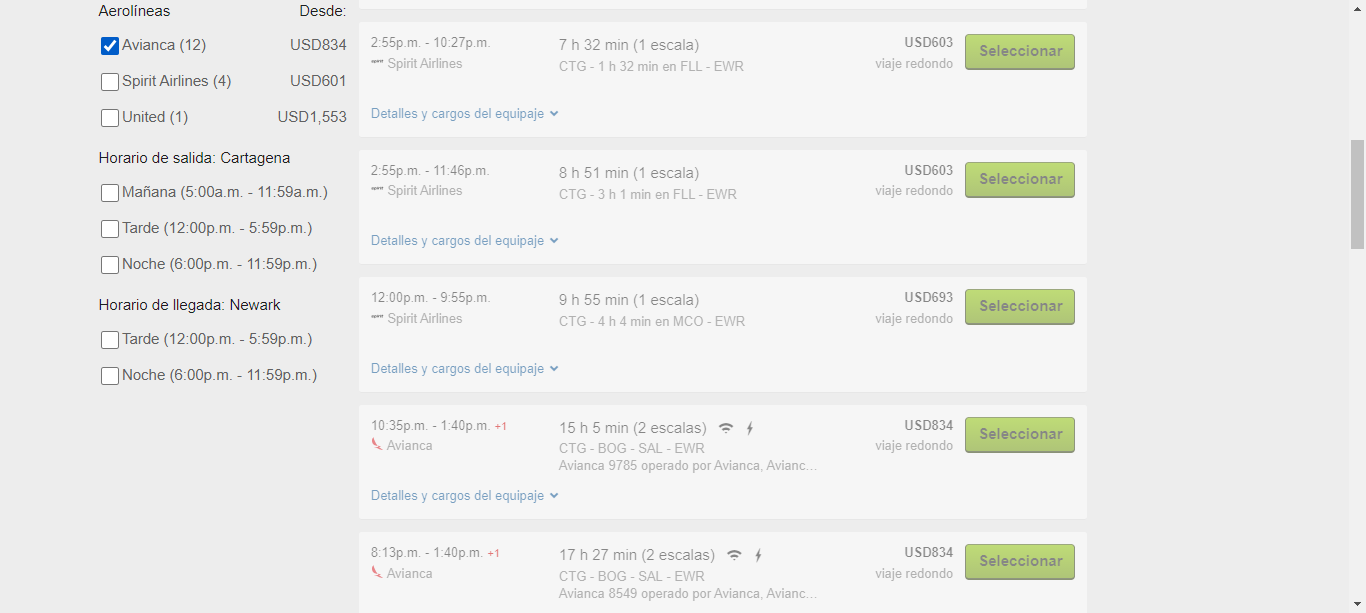 Aerolíneas Desde:
Avianca (12) USD834
Spirit Airlines (4) USD601
United (1) USD1,553
Horario de salida: Cartagena
Mañana (5:00a.m. - 11:59a.m.)
Tarde (12:00p.m. - 5:59p.m.)
Noche (6:00p.m. - 11:59p.m.)
Horario de llegada: Newark
Tarde (12:00p.m. - 5:59p.m.)
Noche (6:00p.m. - 11:59p.m.)
2:55p.m. - 10:27p.m. 7 h 32 min (1 escala) USD603 Seleccionar
Spirit Airlines CTG - 1 h 32 min en FLL - EWR viaje redondo
Detalles y cargos del equipaje
2:55p.m. - 11:46p.m. 8 h 51 min (1 escala) USD603 Seleccionar
Spirit Airlines CTG - 3 h 1 min en FLL - EWR viaje redondo
Detalles y cargos del equipaje
12:00p.m. - 9:55p.m. 9 h 55 min (1 escala) USD693 Seleccionar
Spirit Airlines CTG - 4 h 4 min en MCO - EWR viaje redondo
Detalles y cargos del equipaje
10:35p.m. - 1:40p.m. +1 15 h 5 min (2 escalas) USD834 Seleccionar
Avianca CTG - BOG - SAL - EWR viaje redondo
Avianca 9785 operado por Avianca, Avianc...
Detalles y cargos del equipaje
8:13p.m. - 1:40p.m. +1 17 h 27 min (2 escalas) USD834 Seleccionar
Avianca CTG - BOG - SAL - EWR viaje redondo
Avianca 8549 operado por Avianca, Avianc...